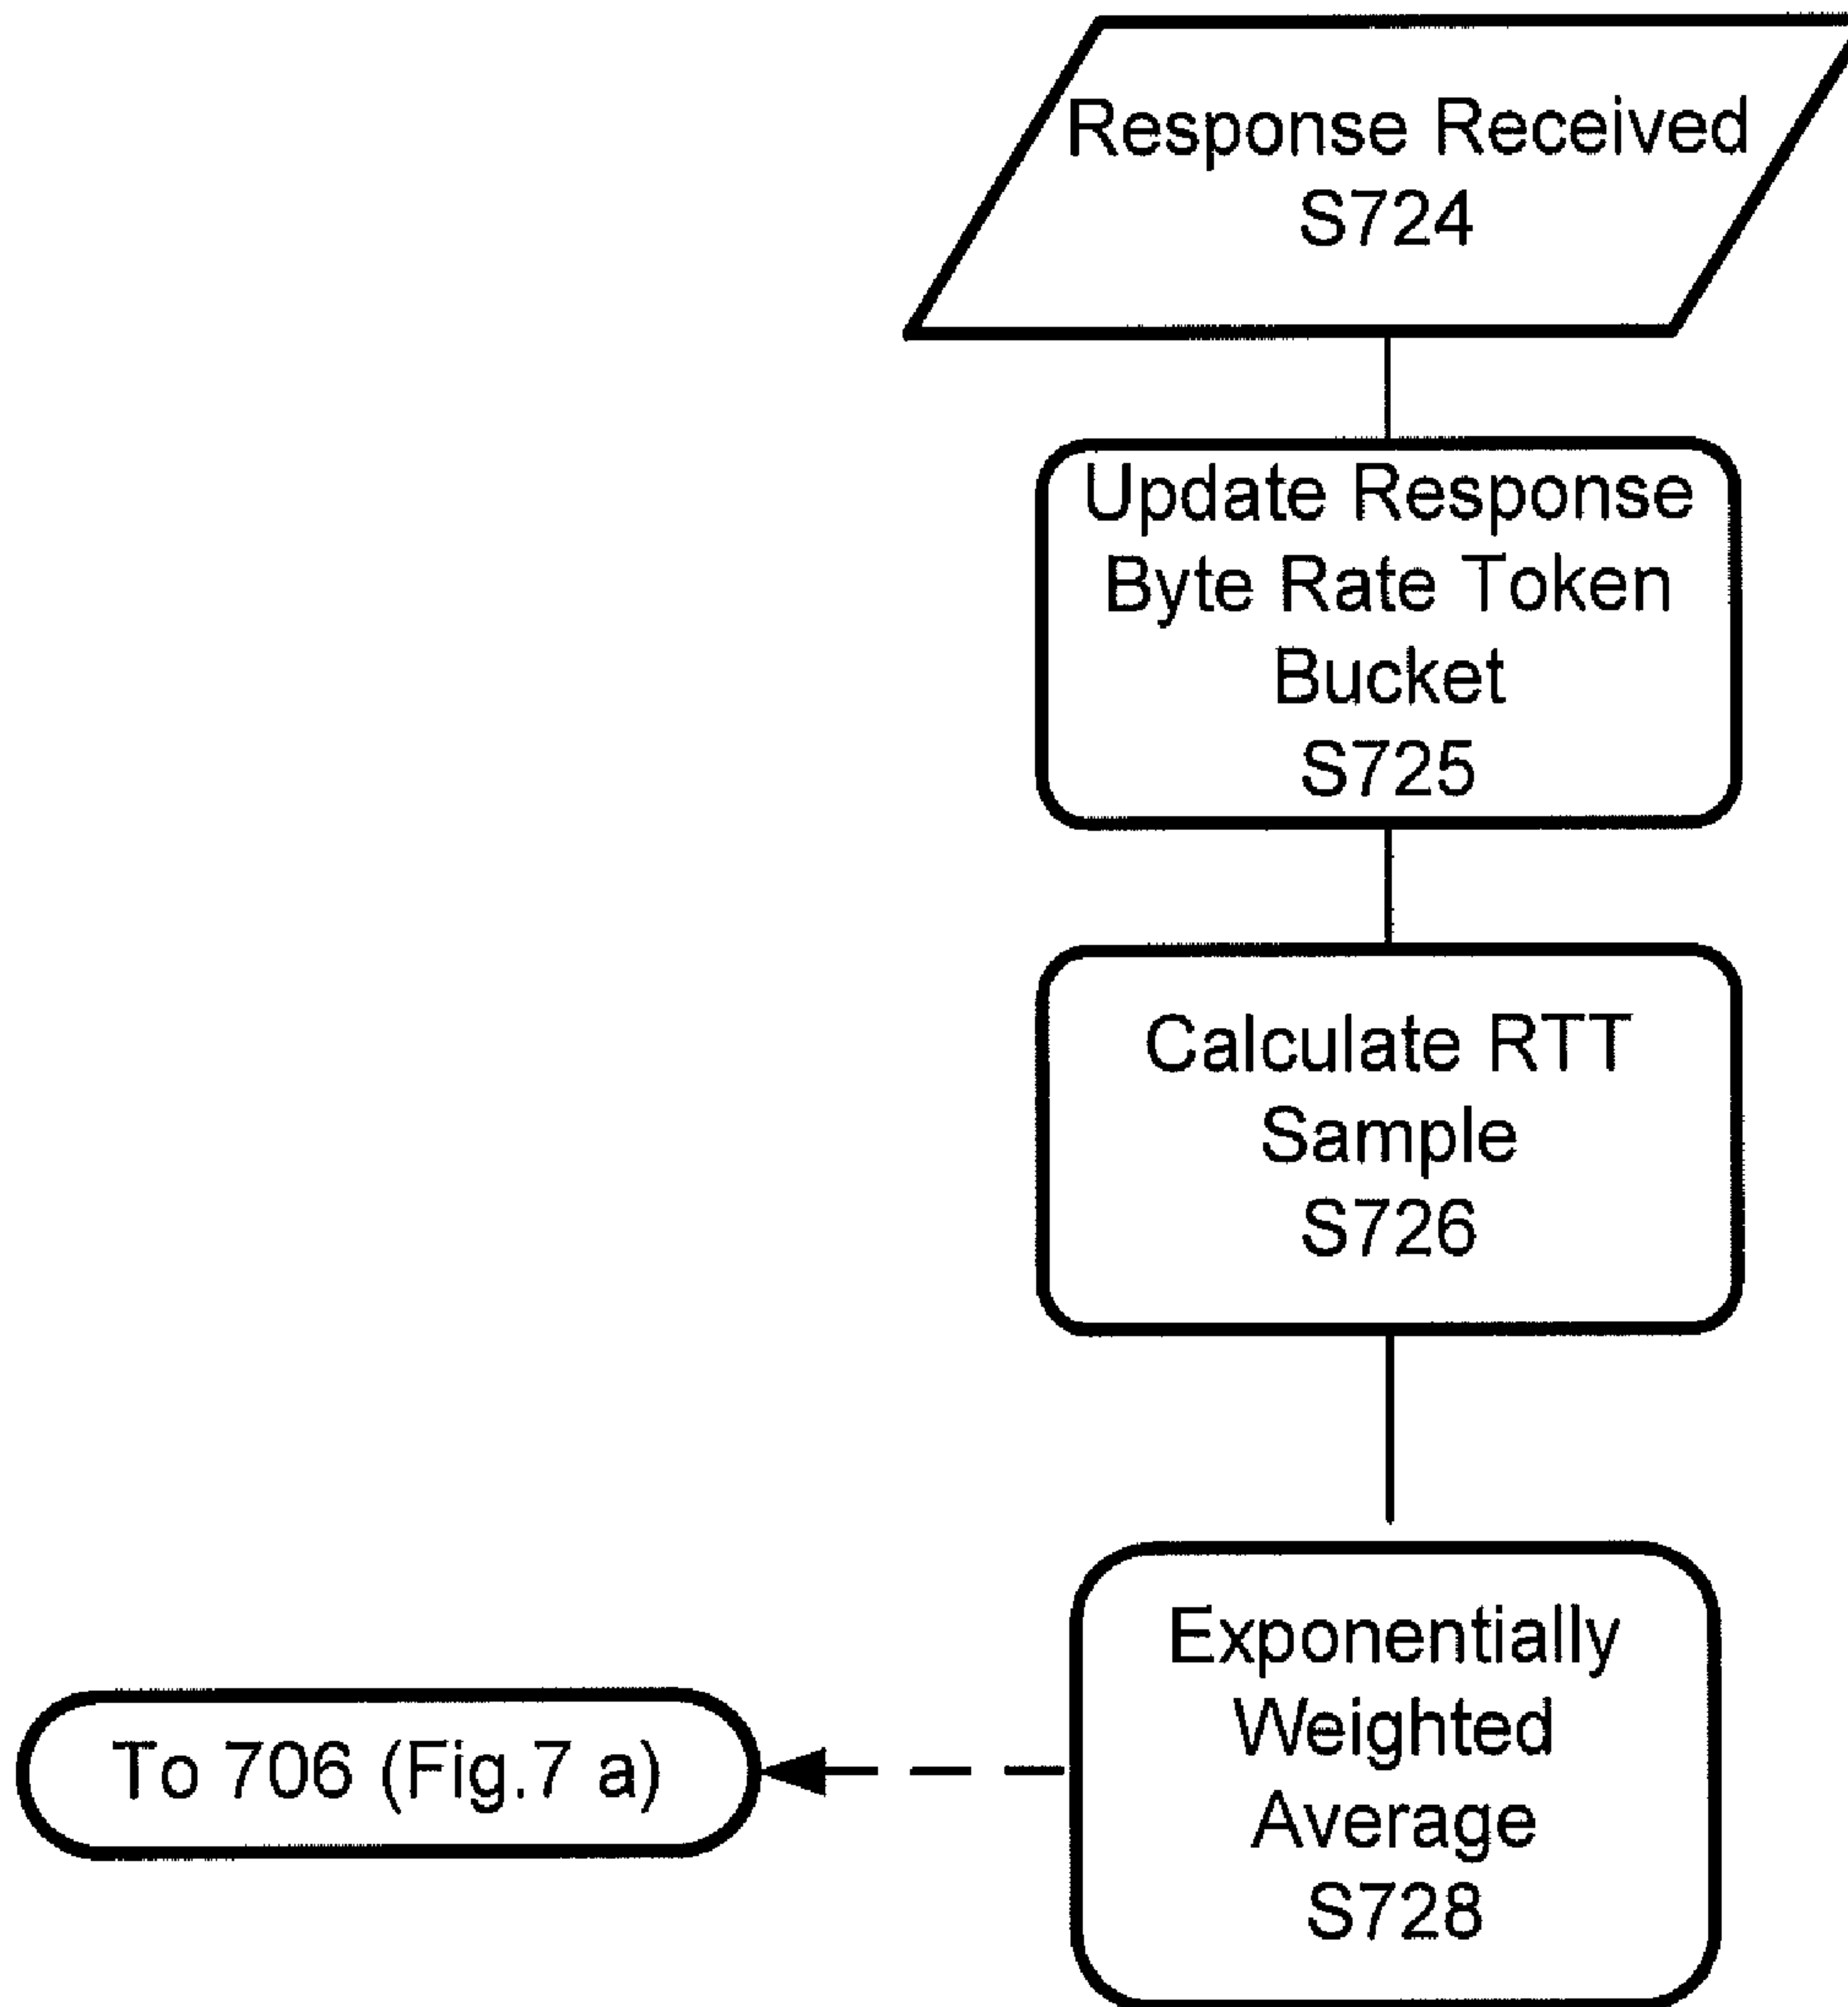 Response Received
S724
Update Response
Byte Rate Token
Bucket
S725
Calculate RTT
Sample
S726
Exponentially
Weighted
Average
S728
To 706 (Fig.7 a)